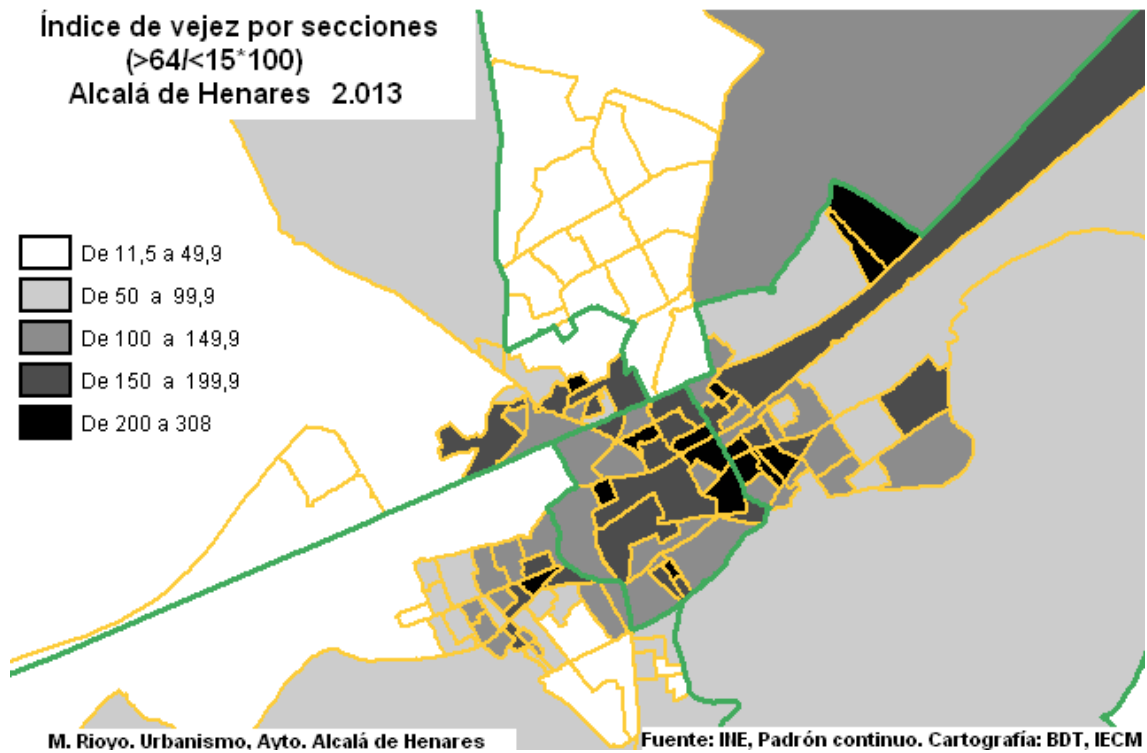 Índice de vejez por secciones
(>64/<15*100)
Alcalá de Henares 2.013
De 11,5 a 49,9
De 50 a 99,9
De 100 a 149,9
De 150 a 199,9
De 200 a 308
M. Rioyo. Urbanismo, Ayto. Alcalá de Henares
Fuente: INE, Padrón continuo. Cartografía: BDT, IECM